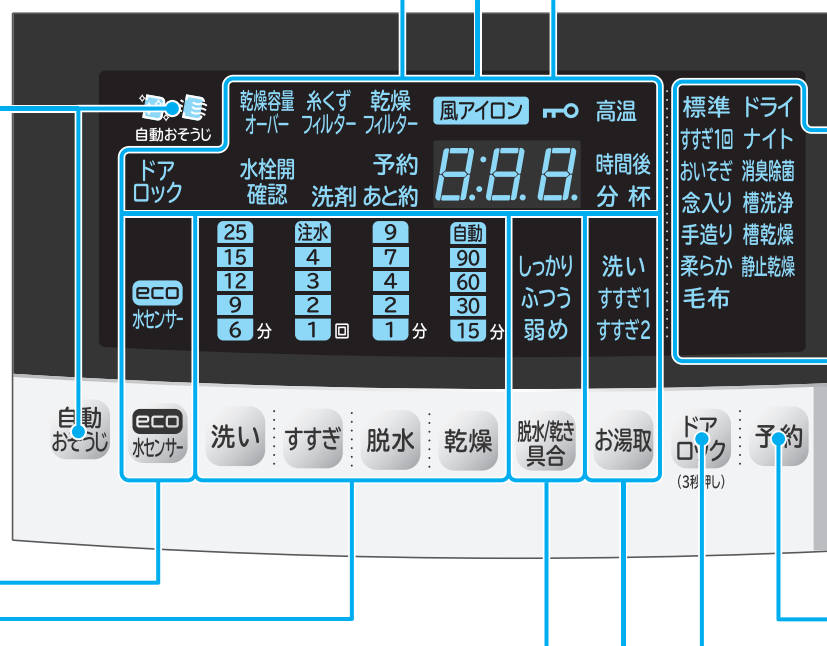 乾燥容量
オーバー
糸くず
フィルター
乾燥
フィルター
風アイロン
高温
自動おそうじ
ドア
ロック
水栓開
確認
洗剤
予約
あと約
8:8.8.
時間後
分 杯
標準 ドライ
すすぎ1回 ナイト
おいそぎ 消臭除菌
念入り 槽洗浄
手造り 槽乾燥
柔らか 静止乾燥
毛布
eco
水センサー
25
15
12
9
6 分
注水
4
3
2
1 回
9
7
4
2
1 分
自動
90
60
30
15 分
しっかり
ふつう
弱め
洗い
すすぎ1
すすぎ2
自動
おそうじ
eco
水センサー
洗い
すすぎ
脱水
乾燥
脱水/乾き
具合
お湯取
ドア
ロック
(3秒押し)
予約